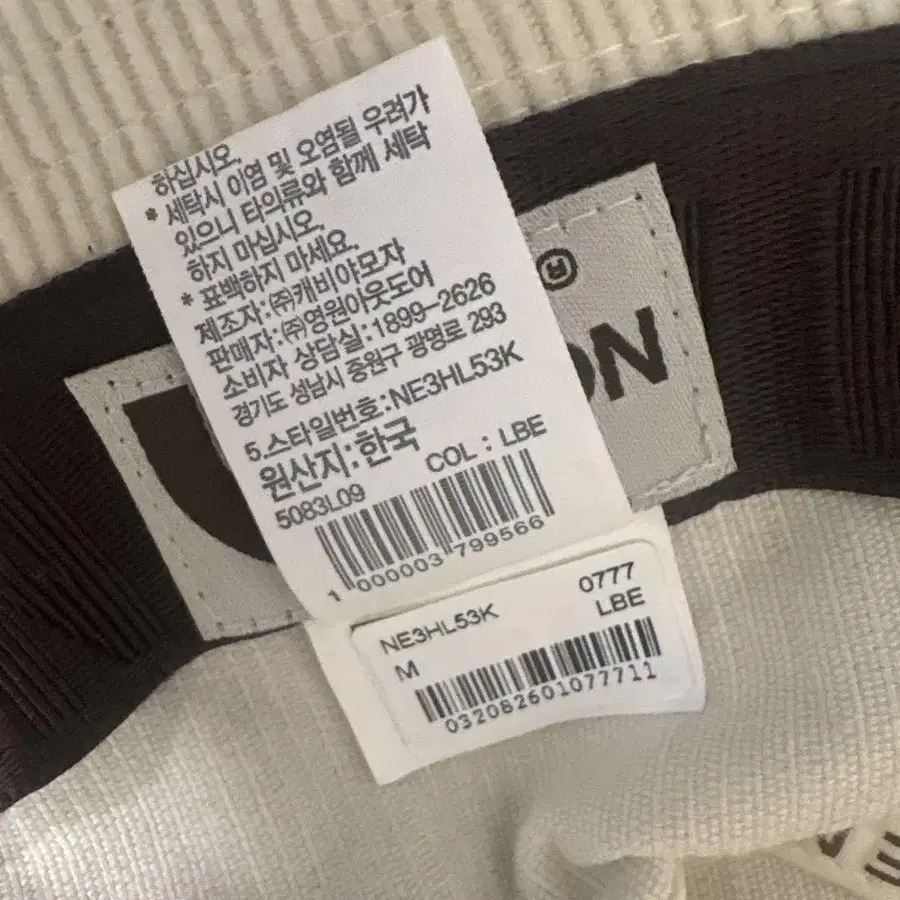 하십시오.
* 세탁시 이염 및 오염될 우려가
있으니 타의류와 함께 세탁
하지 마십시오.
* 표백하지 마세요.
제조자:㈜캐비야모자
판매자:㈜영원아웃도어
소비자 상담실:1899-2626
경기도 성남시 중원구 광명로 293
5.스타일번호:NE3HL53K
원산지:한국
5083L09 COL : LBE
1 000003 799566
NE3HL53K 0777
M LBE
032082601077711
®
ON